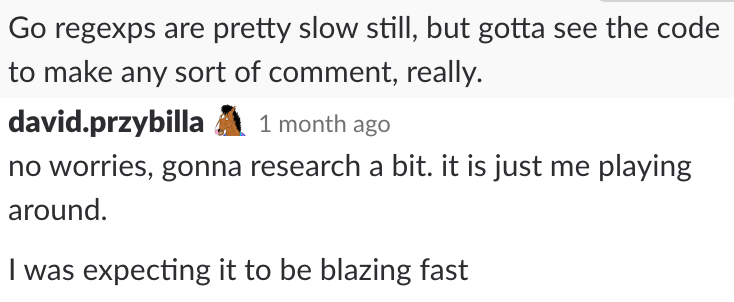 Go regexps are pretty slow still, but gotta see the code
to make any sort of comment, really.
david.przybilla 1 month ago
no worries, gonna research a bit. it is just me playing
around.
I was expecting it to be blazing fast